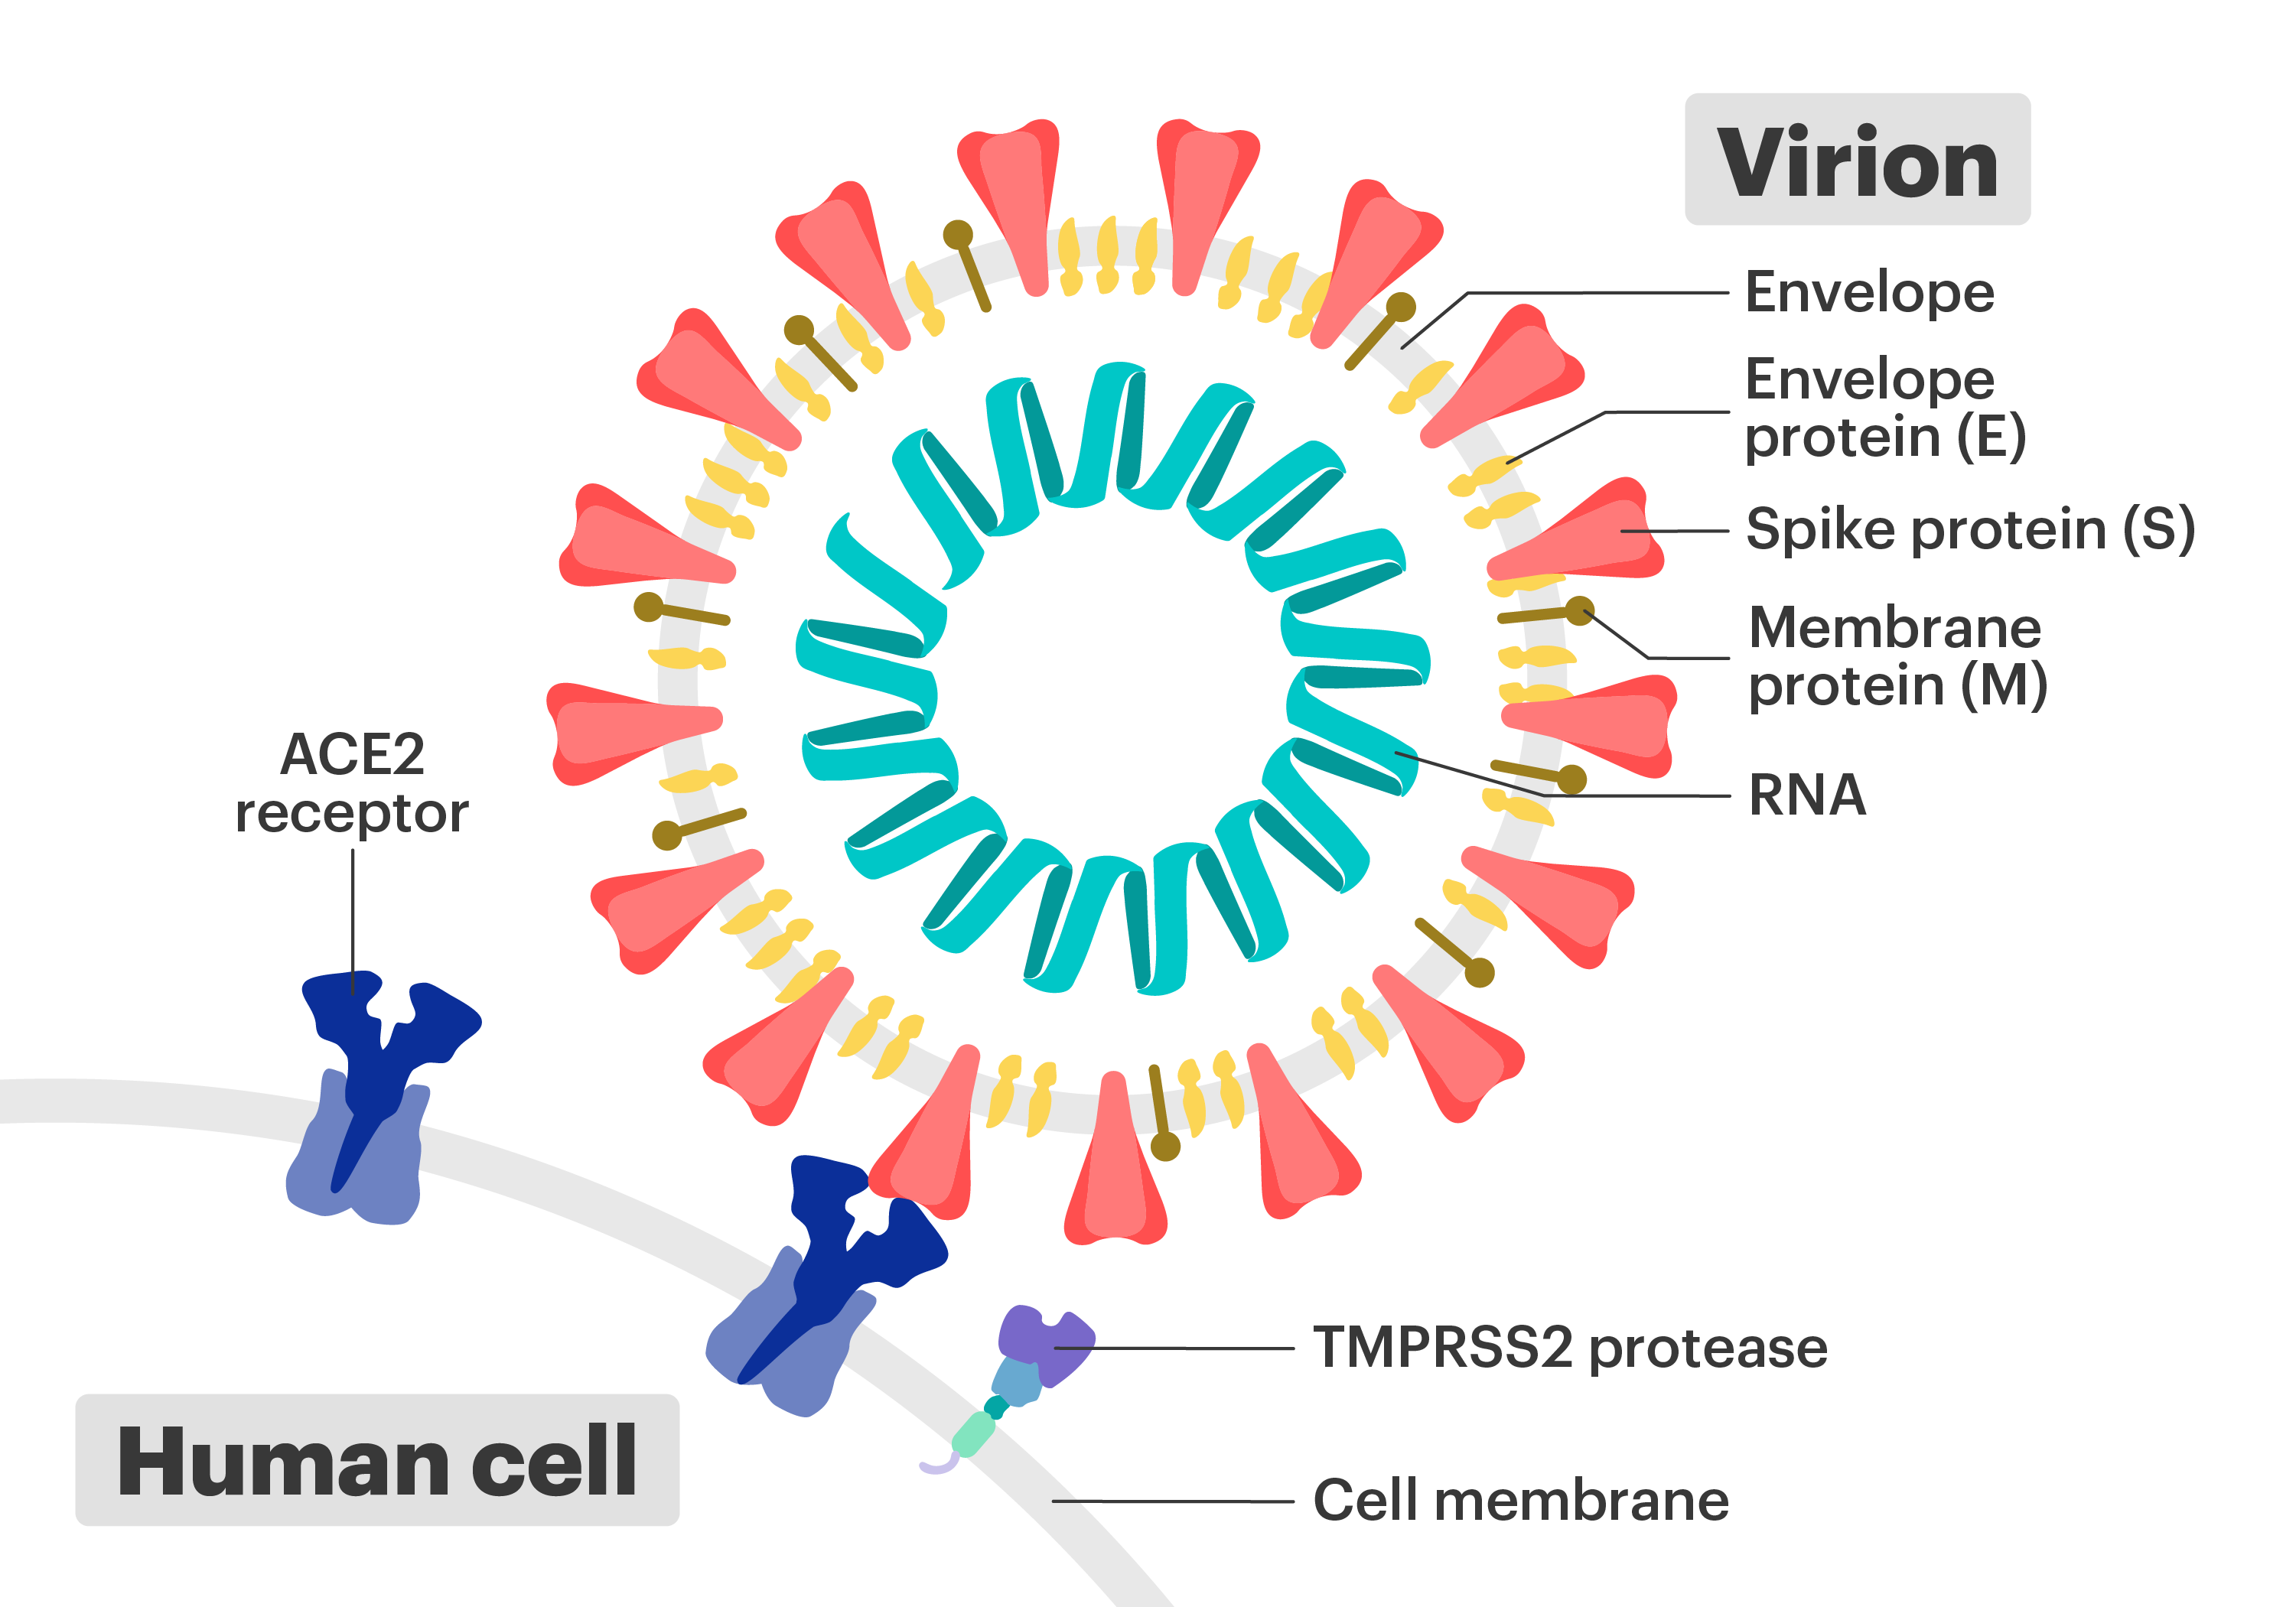 Virion
Envelope
Envelope
protein (E)
Spike protein (S)
Membrane
protein (M)
RNA
ACE2
receptor
TMPRSS2 protease
Human cell
Cell membrane